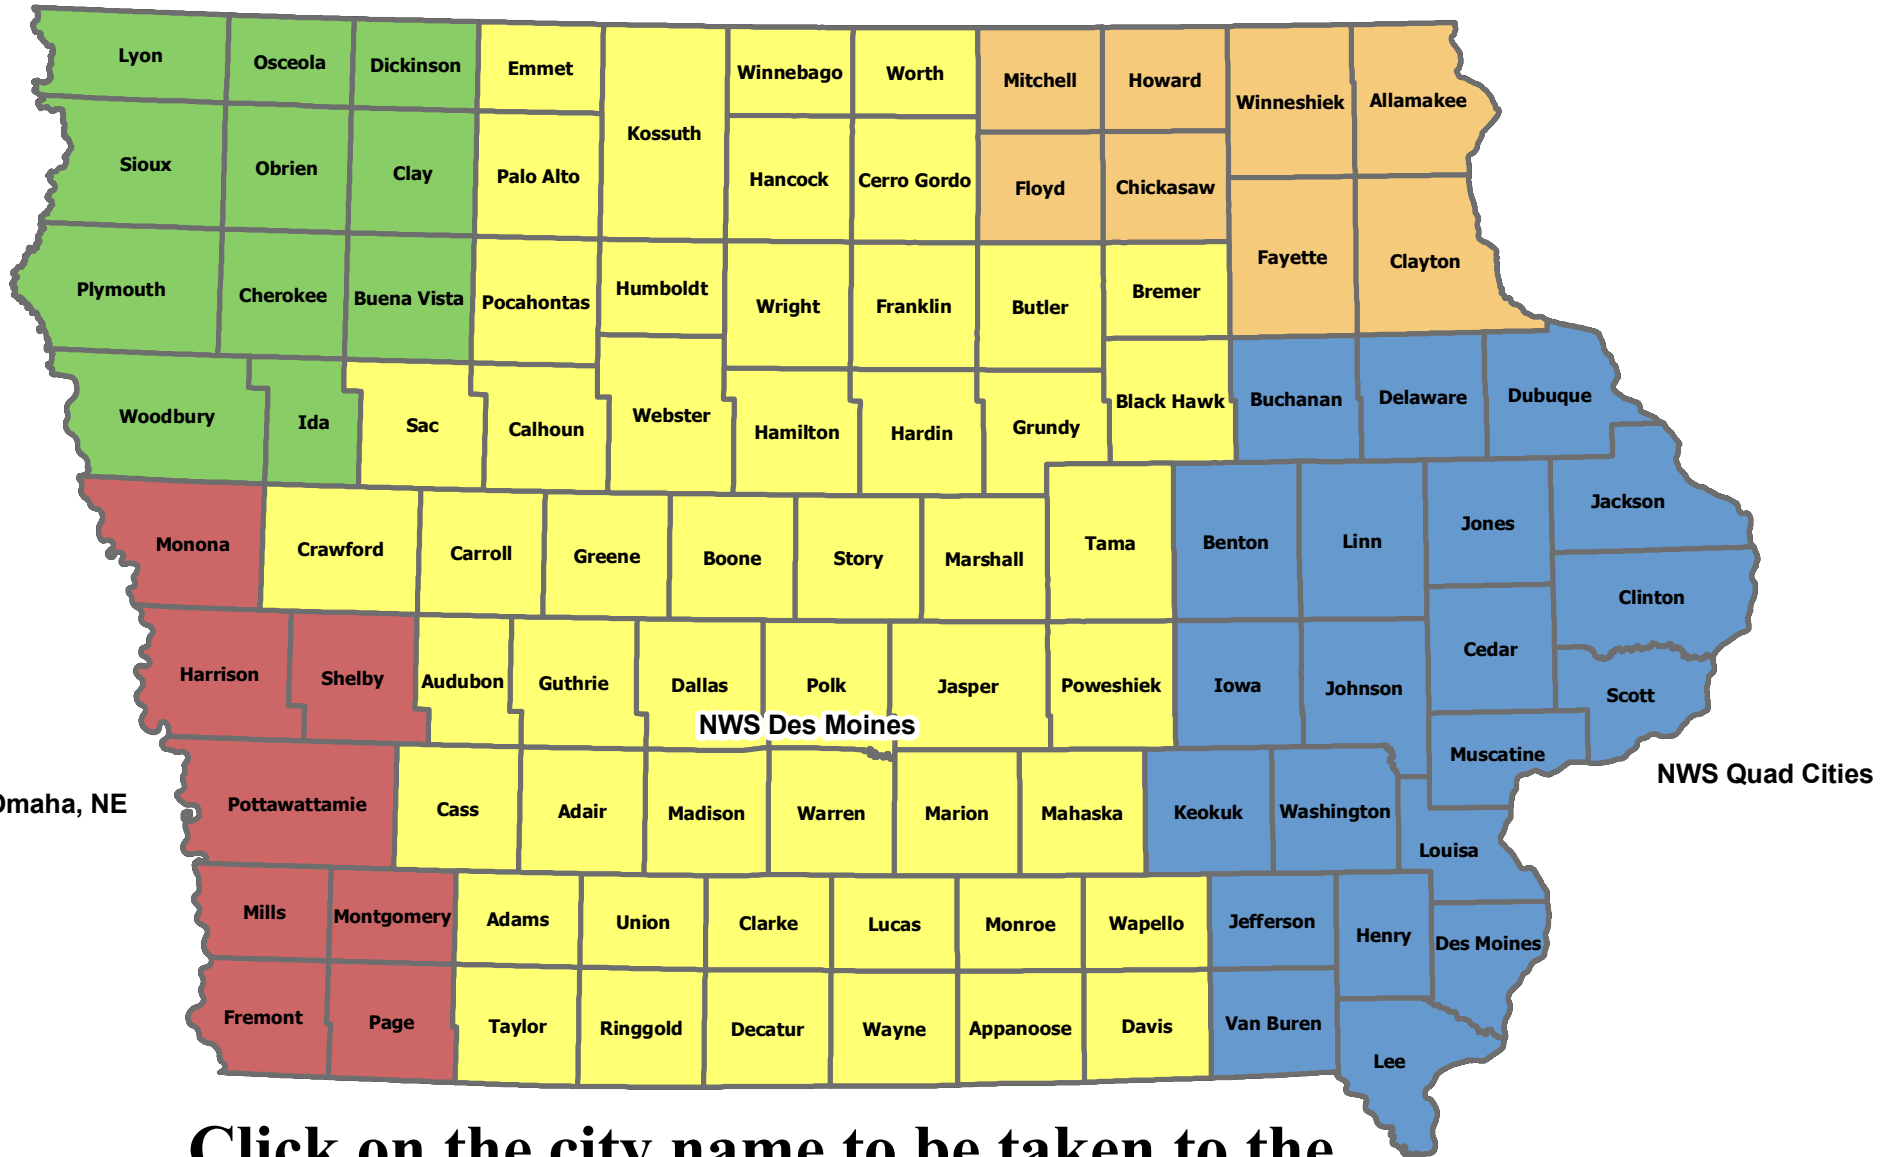 Lyon
Osceola
Dickinson
Emmet
Kossuth
Winnebago
Worth
Mitchell
Howard
Winneshiek
Allamakee
Sioux
Obrien
Clay
Palo Alto
Hancock
Cerro Gordo
Floyd
Chickasaw
Plymouth
Cherokee
Buena Vista
Pocahontas
Humboldt
Wright
Franklin
Butler
Bremer
Fayette
Clayton
Woodbury
Ida
Sac
Calhoun
Webster
Hamilton
Hardin
Grundy
Black Hawk
Buchanan
Delaware
Dubuque
Monona
Crawford
Carroll
Greene
Boone
Story
Marshall
Tama
Benton
Linn
Jones
Jackson
Clinton
Harrison
Shelby
Audubon
Guthrie
Dallas
Polk
Jasper
Poweshiek
Iowa
Johnson
Cedar
Scott
NWS Des Moines
Muscatine
NWS Quad Cities
Omaha, NE
Pottawattamie
Cass
Adair
Madison
Warren
Marion
Mahaska
Keokuk
Washington
Louisa
Mills
Montgomery
Adams
Union
Clarke
Lucas
Monroe
Wapello
Jefferson
Henry
Des Moines
Fremont
Page
Taylor
Ringgold
Decatur
Wayne
Appanoose
Davis
Van Buren
Lee
Click on the city name to be taken to the